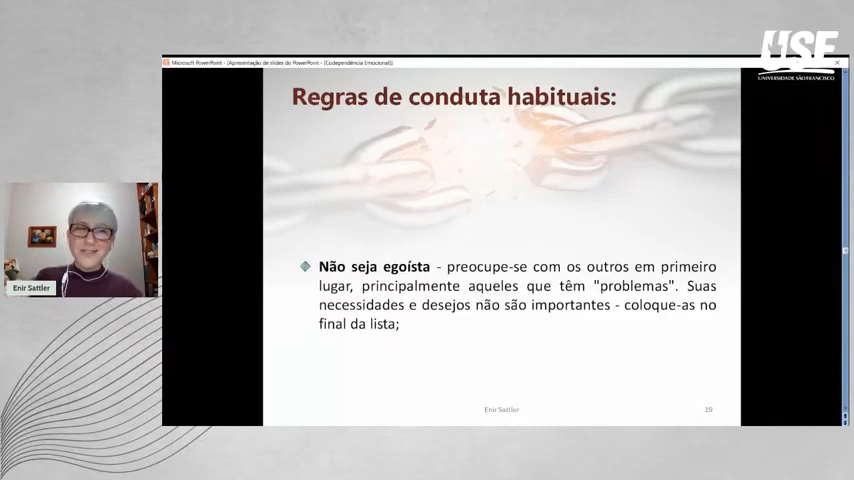 USF
UNIVERSIDADE SÃO FRANCISCO
Microsoft PowerPoint - [Apresentação de slides do PowerPoint - [Codependência Emocional]]
Regras de conduta habituais:
Não seja egoísta - preocupe-se com os outros em primeiro
lugar, principalmente aqueles que têm "problemas". Suas
necessidades e desejos não são importantes - coloque-as no
final da lista;
Enir Sattler
Enir Sattler
19